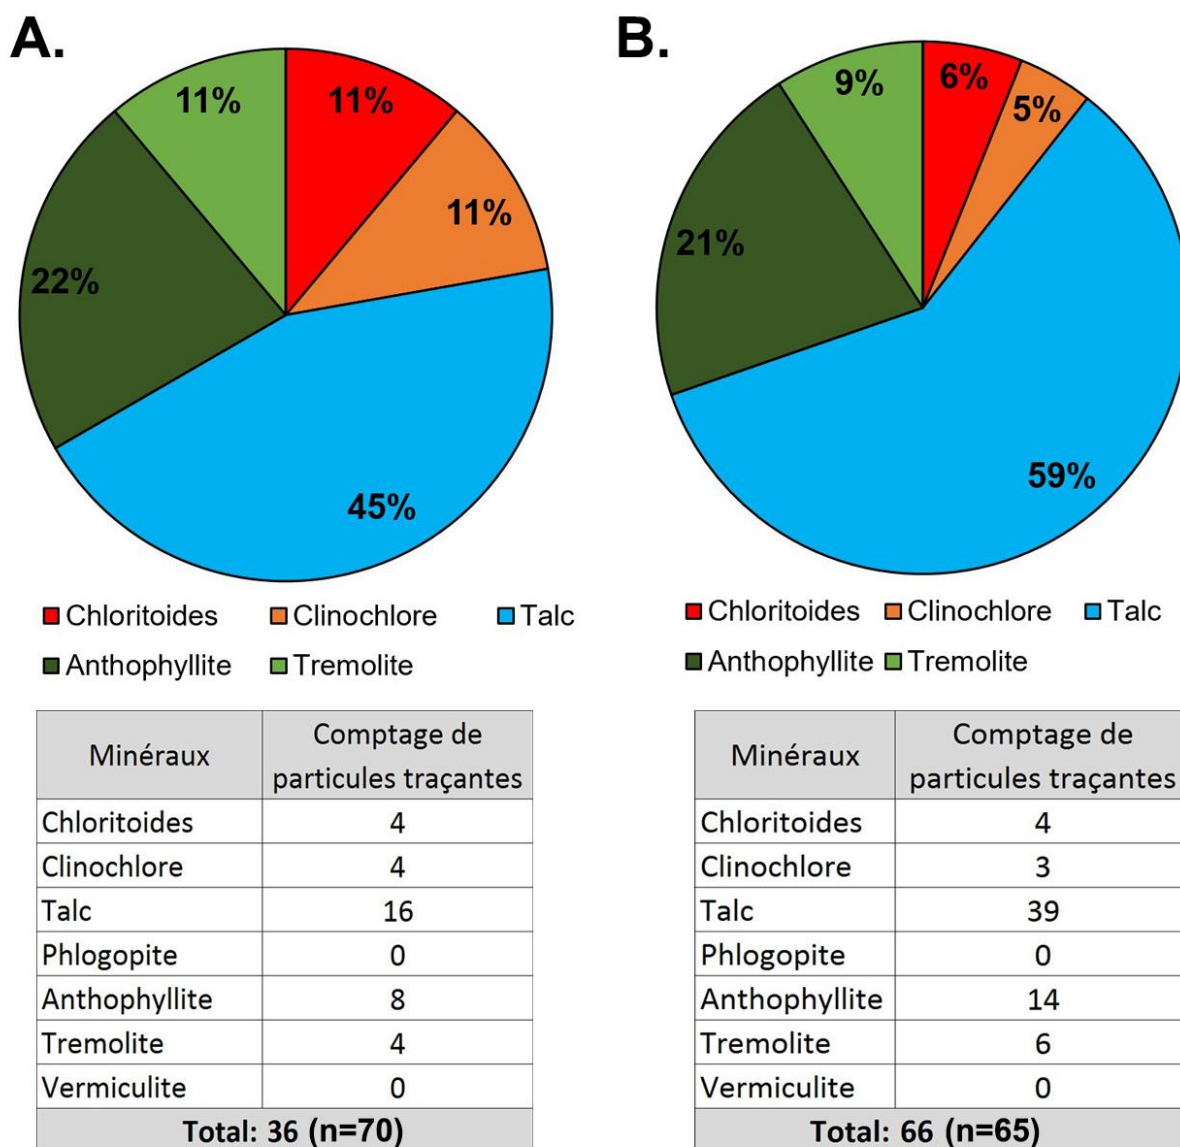 A.
11%
11%
11%
22%
45%
Chloritoides Clinochlore Talc
Anthophyllite Tremolite
Minéraux Comptage de particules traçantes
Chloritoides 4
Clinochlore 4
Talc 16
Phlogopite 0
Anthophyllite 8
Tremolite 4
Vermiculite 0
Total: 36 (n=70)
B.
9%
6%
5%
21%
59%
Chloritoides Clinochlore Talc
Anthophyllite Tremolite
Minéraux Comptage de particules traçantes
Chloritoides 4
Clinochlore 3
Talc 39
Phlogopite 0
Anthophyllite 14
Tremolite 6
Vermiculite 0
Total: 66 (n=65)